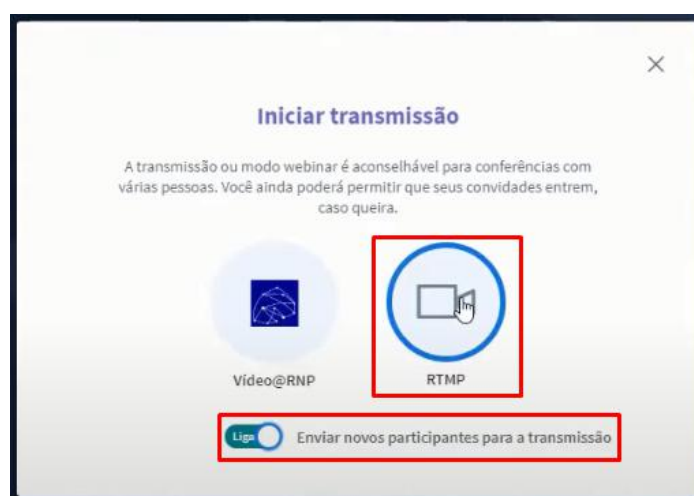 Iniciar transmissão
A transmissão ou modo webinar é aconselhável para conferências com
várias pessoas. Você ainda poderá permitir que seus convidades entrem,
caso queira.
Vídeo@RNP
RTMP
Liga
Enviar novos participantes para a transmissão